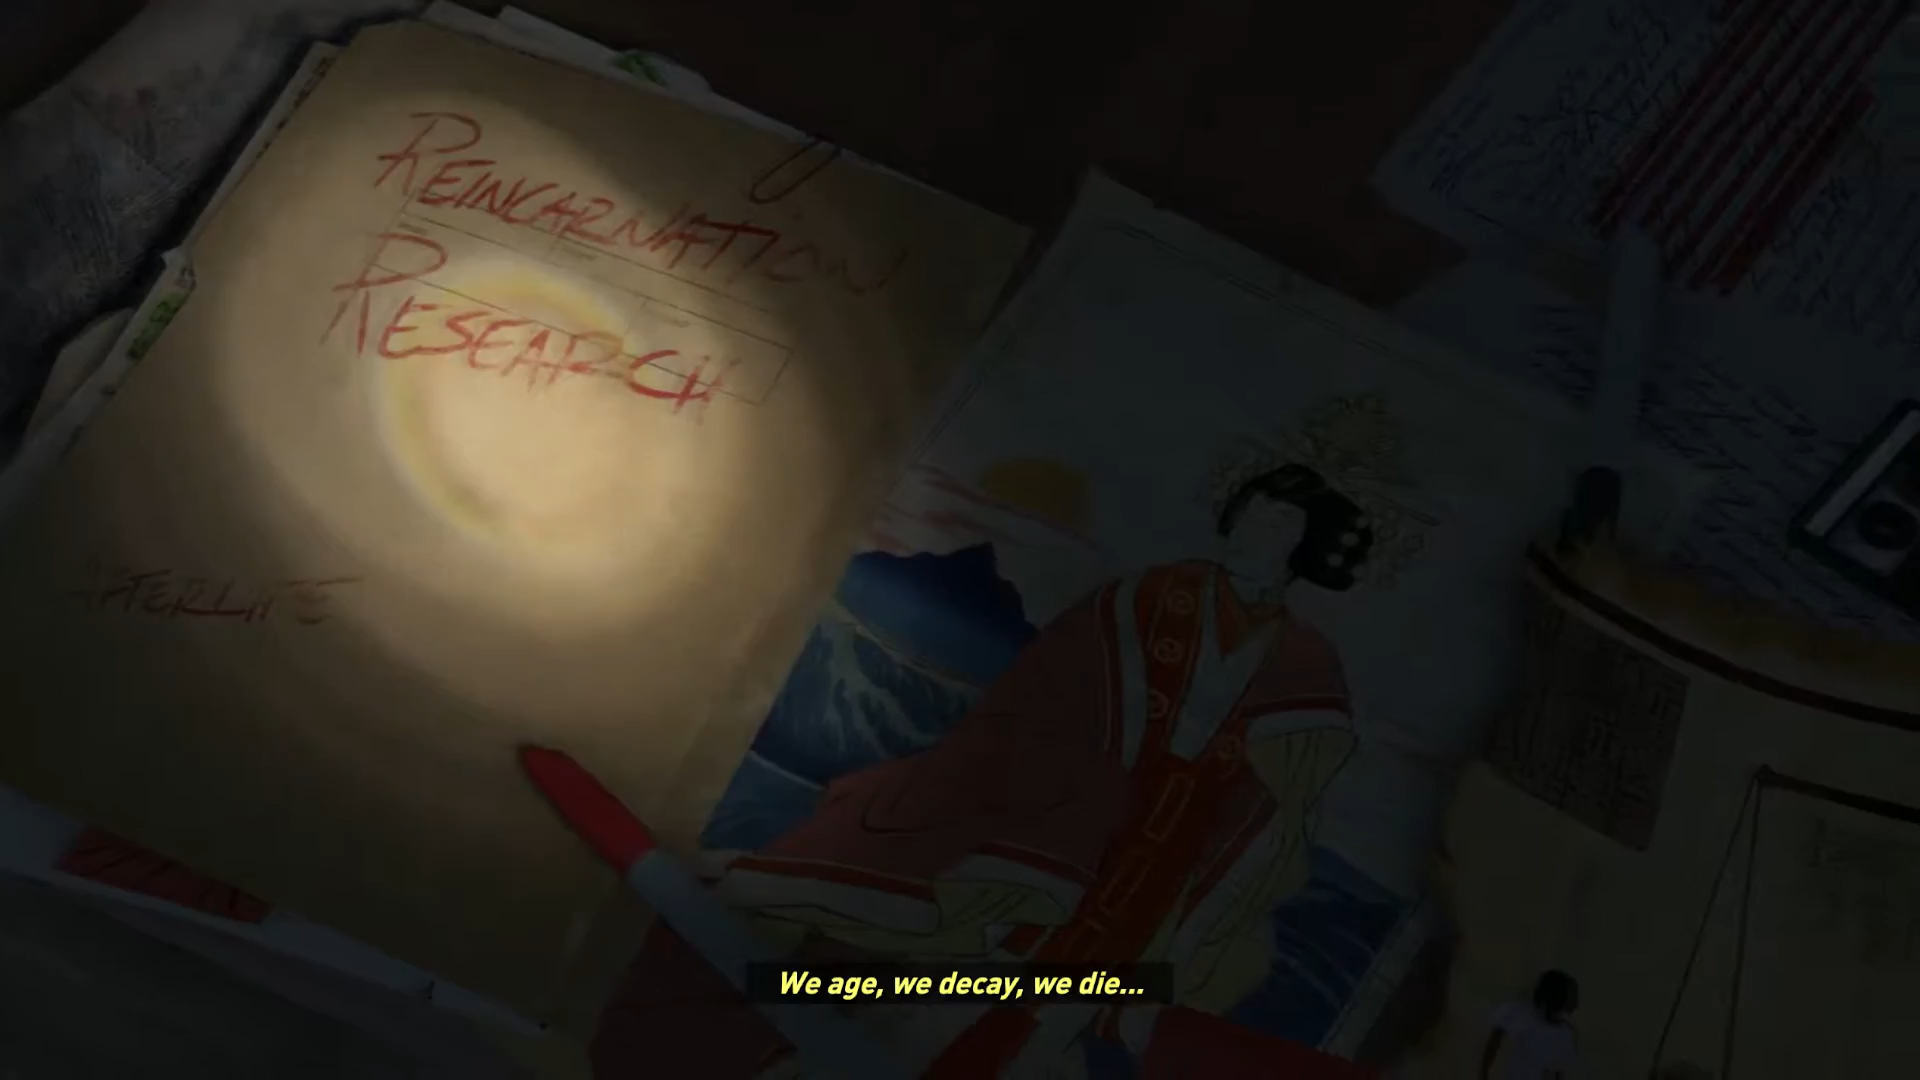 REINCARNATION
RESEARCH
AFTERLIFE
We age, we decay, we die...